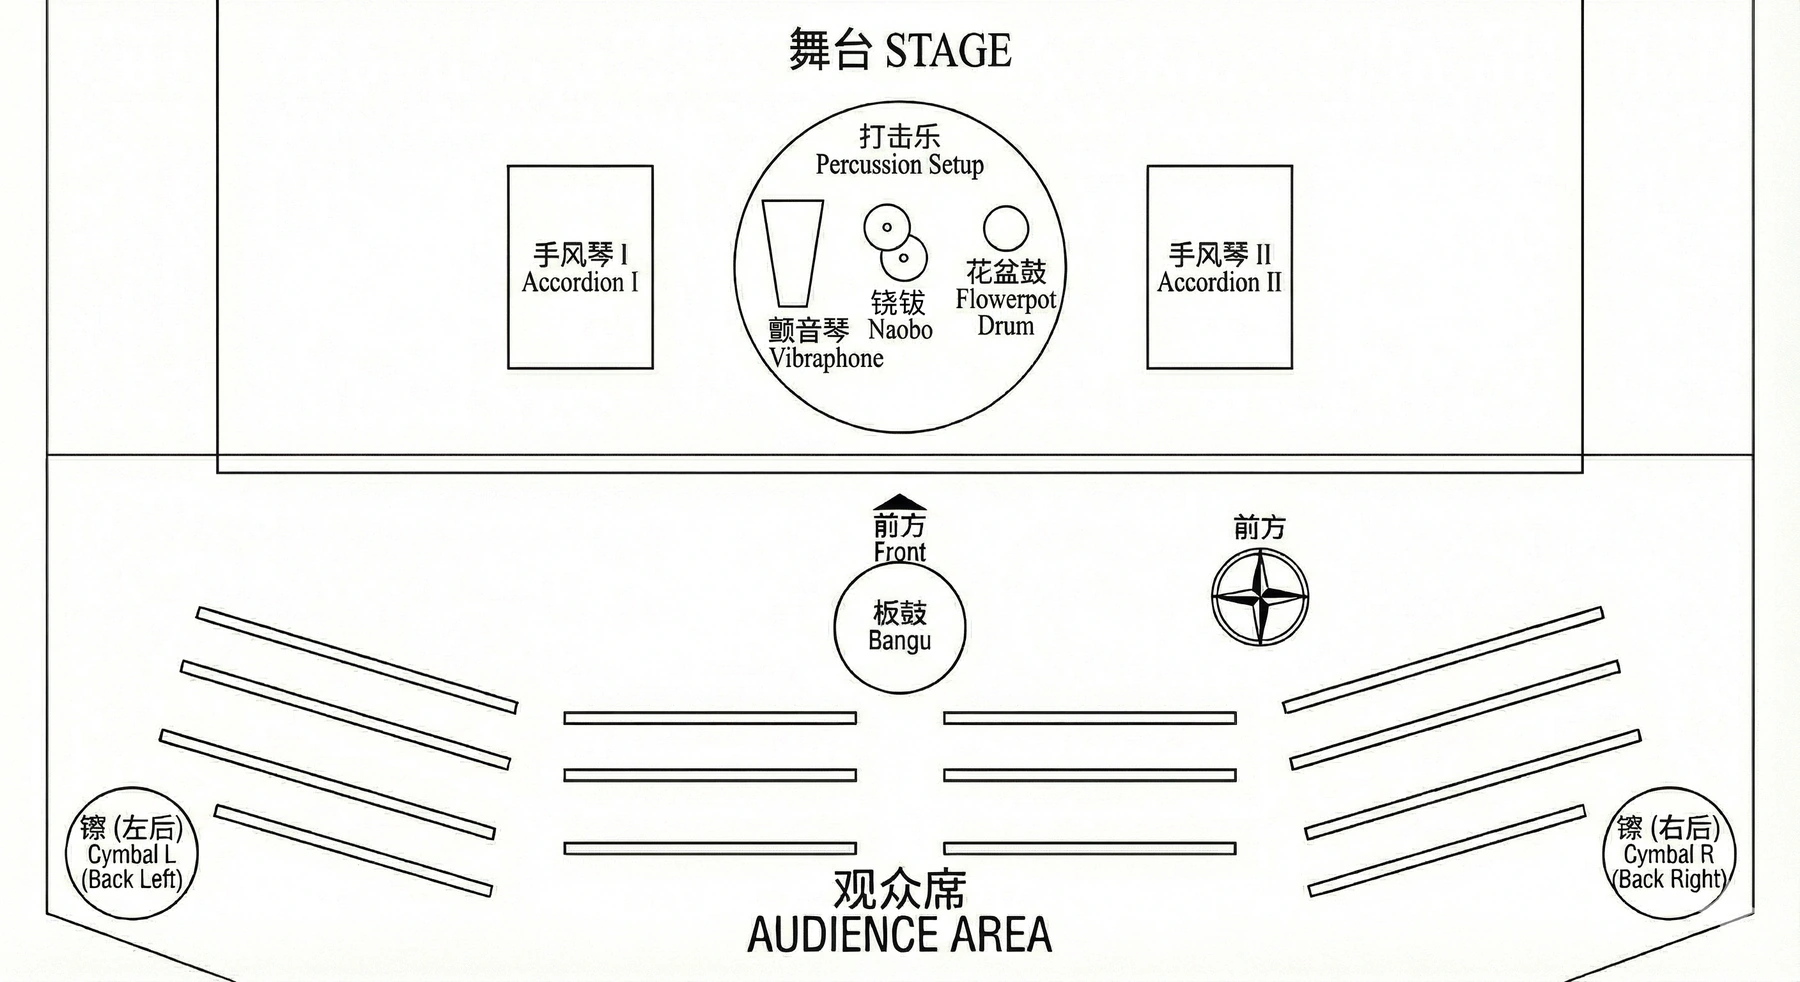 舞台 STAGE
打击乐
Percussion Setup
手风琴 I
Accordion I
颤音琴
Vibraphone
铙钹
Naobo
花盆鼓
Flowerpot
Drum
手风琴 II
Accordion II
前方
Front
板鼓
Bangu
前方
镲 (左后)
Cymbal L
(Back Left)
镲 (右后)
Cymbal R
(Back Right)
观众席
AUDIENCE AREA